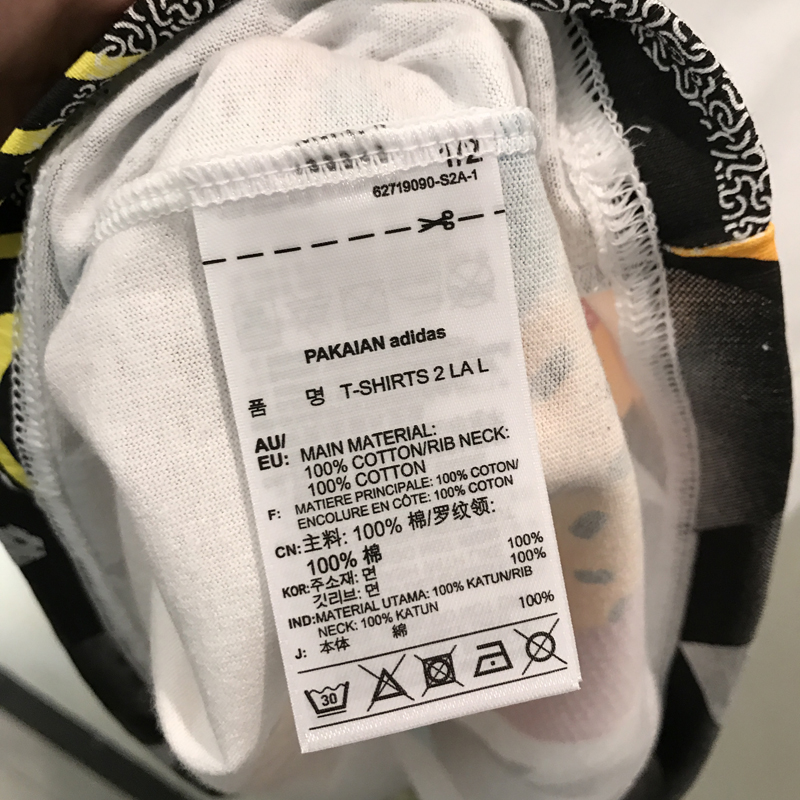 1/2
62719090-S2A-1
PAKAIAN adidas
품 명 T-SHIRTS 2 LA L
AU/
EU: MAIN MATERIAL:
100% COTTON/RIB NECK:
100% COTTON
F: MATIERE PRINCIPALE: 100% COTON/
ENCOLURE EN CÔTE: 100% COTON
CN: 主料: 100% 棉/罗纹领:
100% 棉
KOR: 주소재: 면 100%
깃리브: 면 100%
IND: MATERIAL UTAMA: 100% KATUN/RIB
NECK: 100% KATUN
J: 本体 綿 100%
30